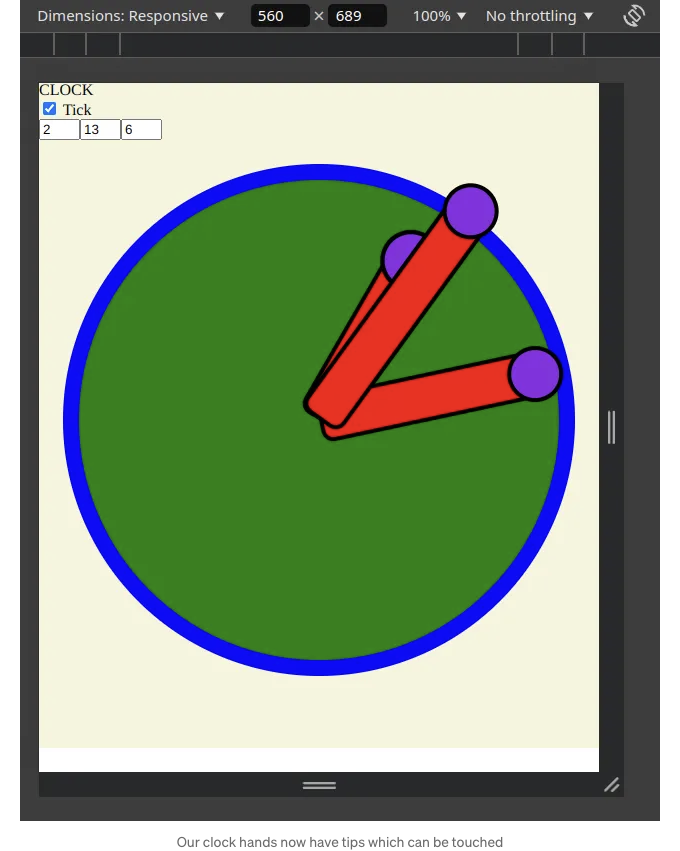 Dimensions: Responsive ▼ 560 × 689 100% ▼ No throttling ▼
CLOCK
Tick
2 13 6
Our clock hands now have tips which can be touched